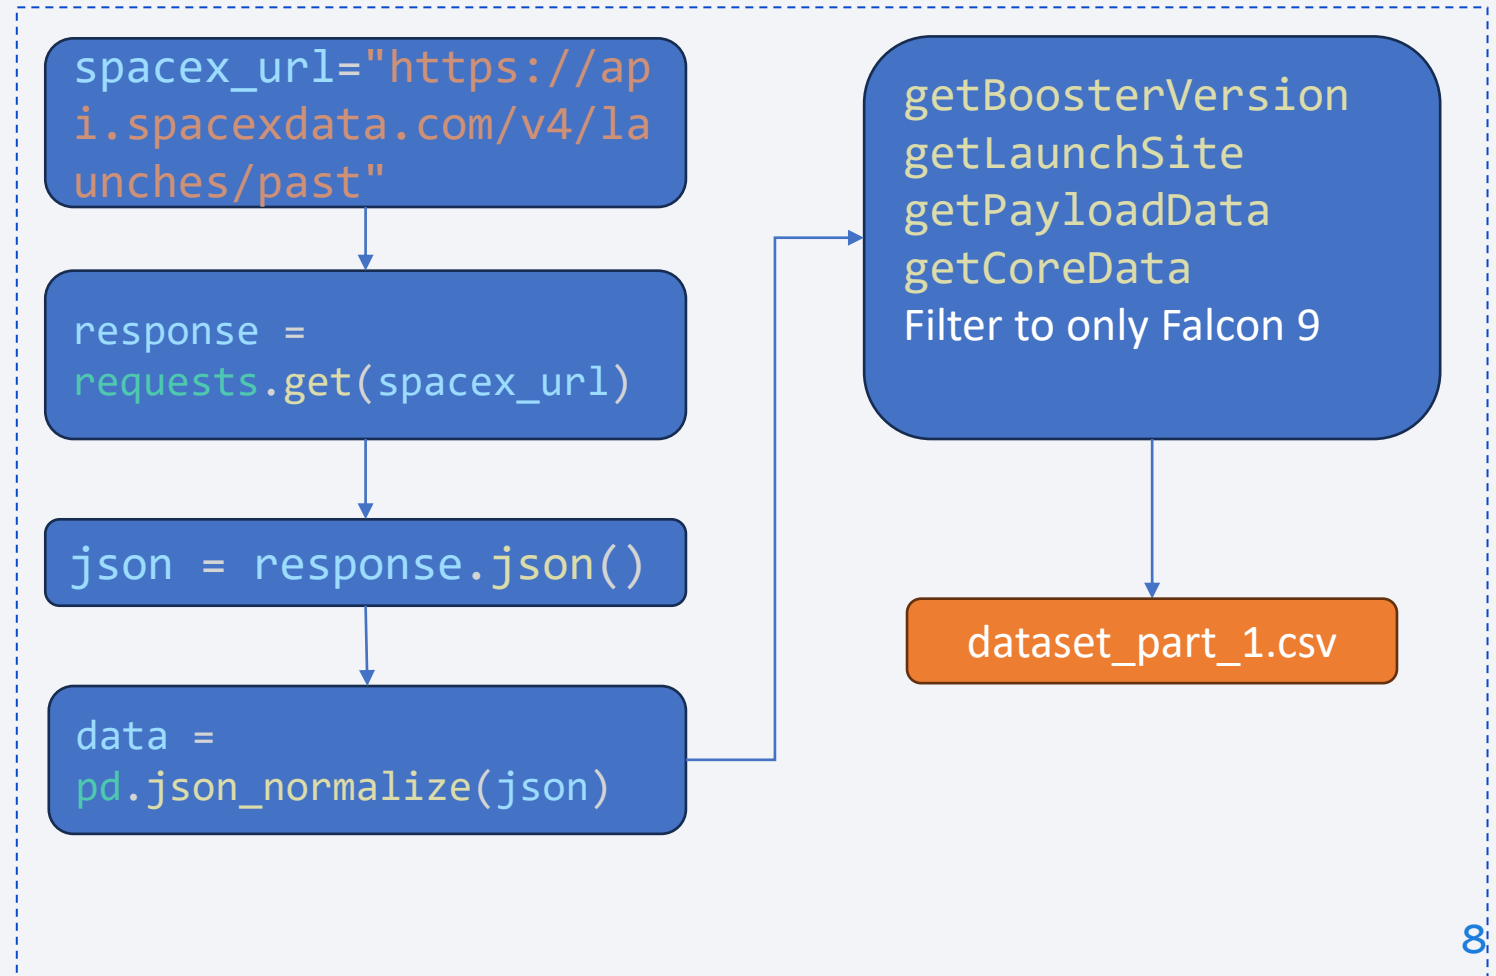 spacex_url="https://ap
i.spacexdata.com/v4/la
unches/past"
response =
requests.get(spacex_url)
json = response.json()
data =
pd.json_normalize(json)
getBoosterVersion
getLaunchSite
getPayloadData
getCoreData
Filter to only Falcon 9
dataset_part_1.csv
8